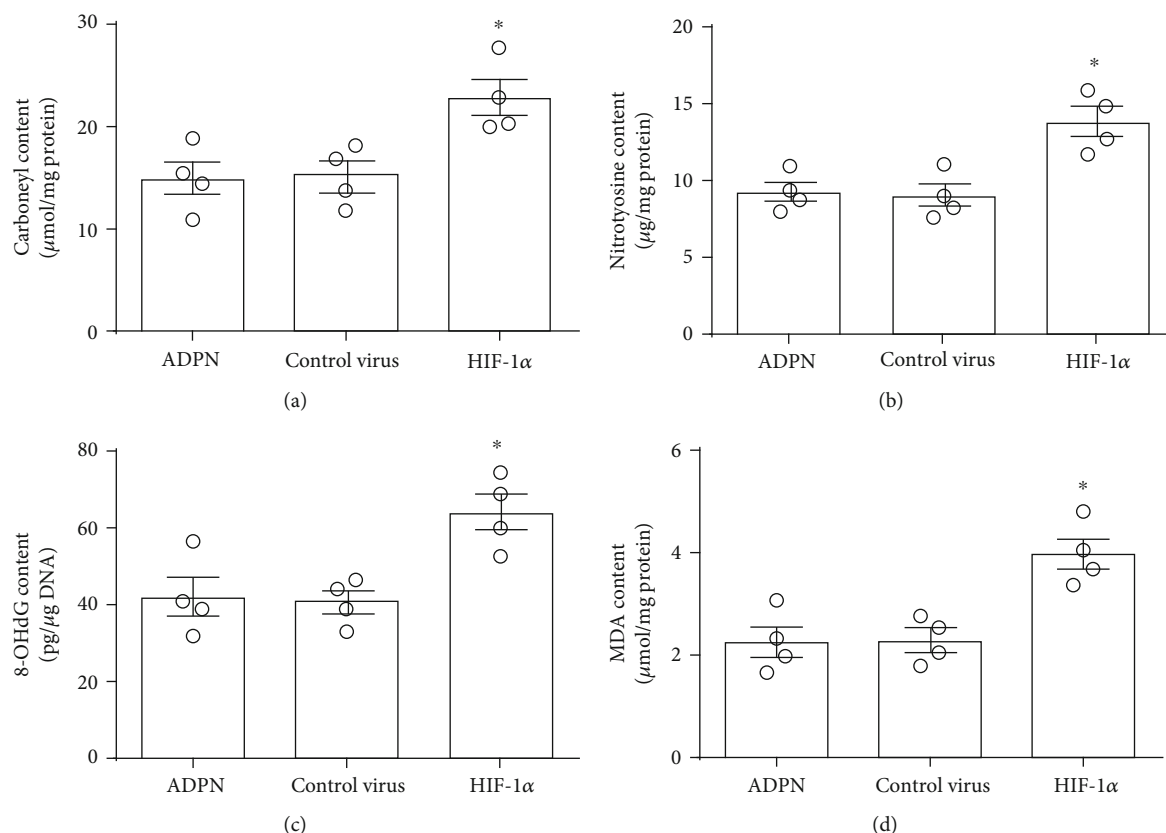 Carboneyl content
(μmol/mg protein)
30
20
10
0
*
ADPN
Control virus
HIF-1α
(a)
Nitrotyosine content
(μg/mg protein)
20
15
10
5
0
*
ADPN
Control virus
HIF-1α
(b)
8-OHdG content
(pg/μg DNA)
80
60
40
20
0
*
ADPN
Control virus
HIF-1α
(c)
MDA content
(μmol/mg protein)
6
4
2
0
*
ADPN
Control virus
HIF-1α
(d)